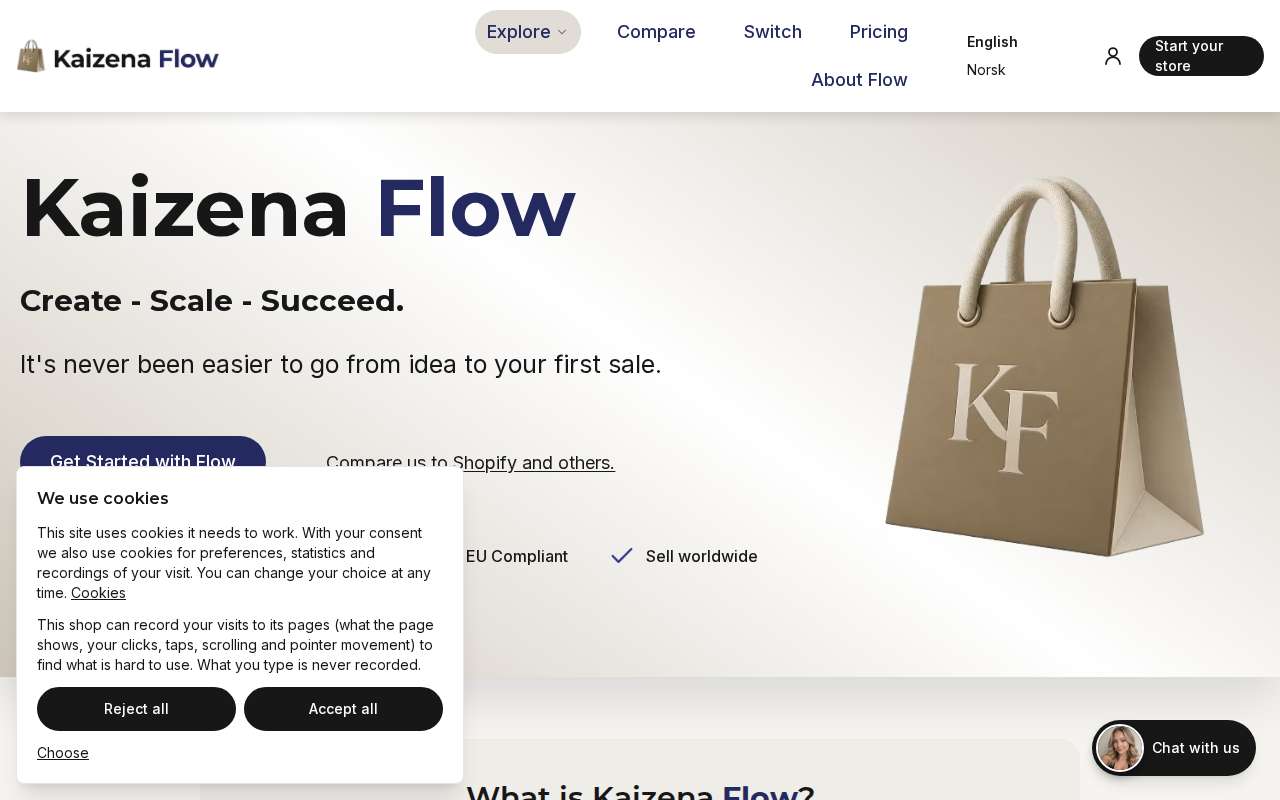 Kaizena Flow
Explore
Compare
Switch
Pricing
About Flow
English
Norsk
Start your
store
Kaizena Flow
Create - Scale - Succeed.
It's never been easier to go from idea to your first sale.
Get Started with Flow
Compare us to Shopify and others.
EU Compliant
Sell worldwide
KF
We use cookies
This site uses cookies it needs to work. With your consent
we also use cookies for preferences, statistics and
recordings of your visit. You can change your choice at any
time. Cookies
This shop can record your visits to its pages (what the page
shows, your clicks, taps, scrolling and pointer movement) to
find what is hard to use. What you type is never recorded.
Reject all
Accept all
Choose
Chat with us
What is Kaizena Flow?